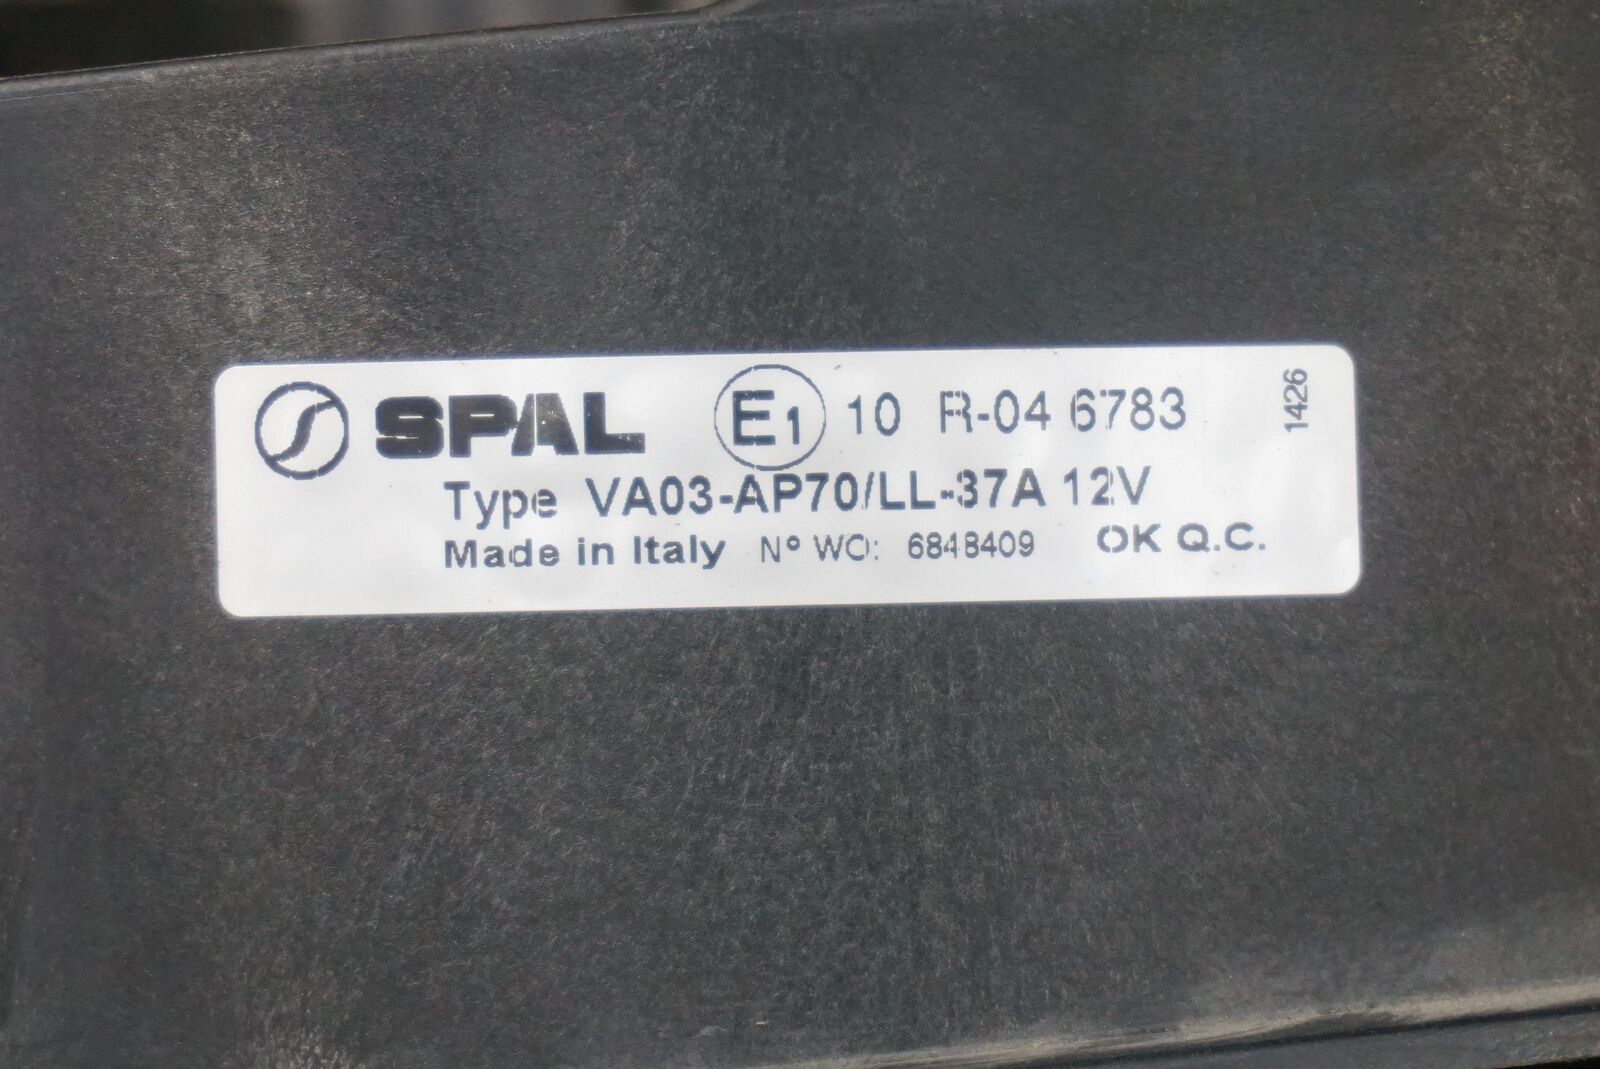 SPAL E1 10 R-04 6783
1426
Type VA03-AP70/LL-37A 12V
Made in Italy N° WO: 6848409 OK Q.C.